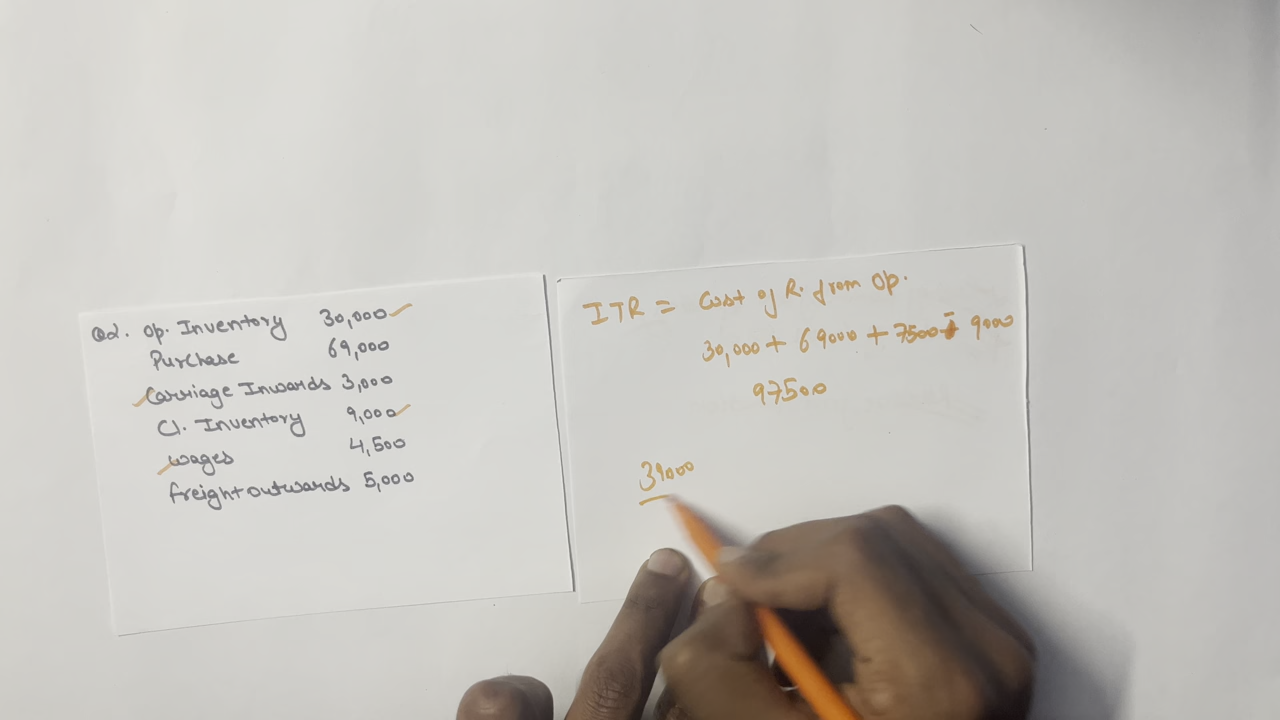 Q2. Op. Inventory 30,000
Purchase 69,000
Carriage Inwards 3,000
Cl. Inventory 9,000
wages 4,500
freight outwards 5,000
ITR = Cost of R. from Op.
30,000 + 69000 + 7500 - 9000
97500
39000